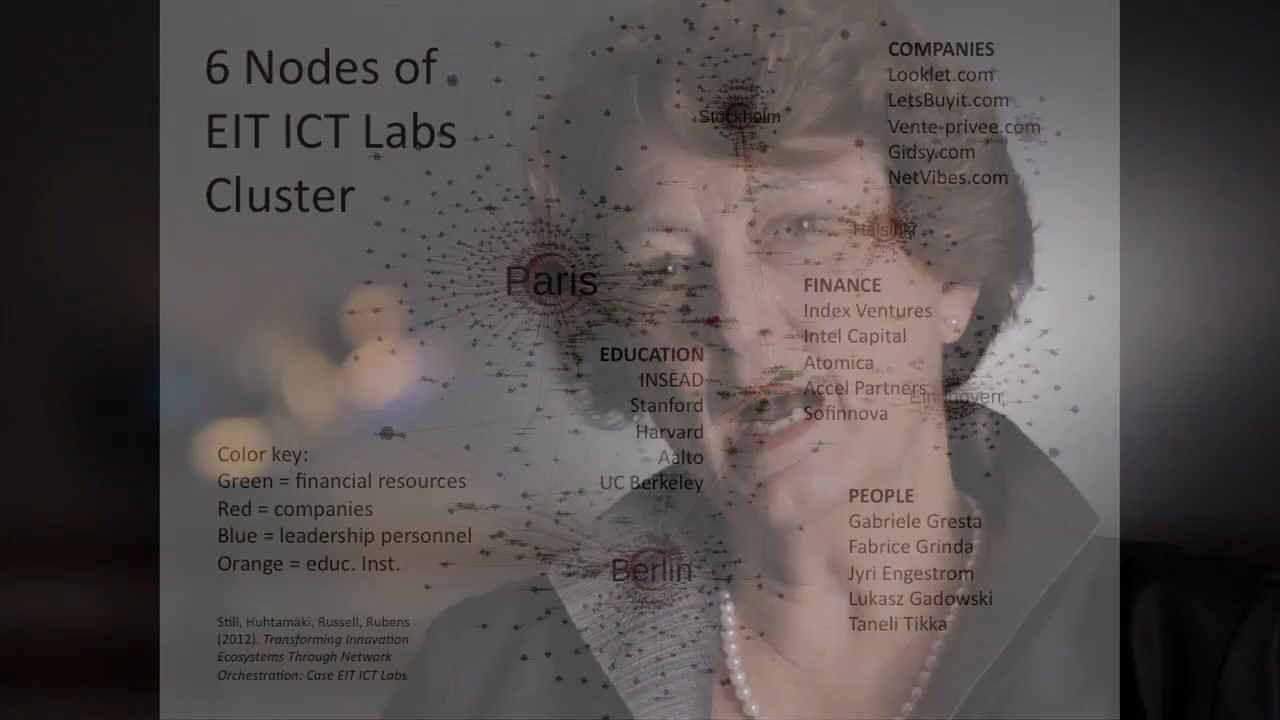 6 Nodes of
EIT ICT Labs
Cluster
Stockholm
Paris
Helsinki
Eindhoven
Berlin
COMPANIES
Looklet.com
LetsBuyit.com
Vente-privee.com
Gidsy.com
NetVibes.com
FINANCE
Index Ventures
Intel Capital
Atomica
Accel Partners
Sofinnova
EDUCATION
INSEAD
Stanford
Harvard
Aalto
UC Berkeley
PEOPLE
Gabriele Gresta
Fabrice Grinda
Jyri Engestrom
Lukasz Gadowski
Taneli Tikka
Color key:
Green = financial resources
Red = companies
Blue = leadership personnel
Orange = educ. Inst.
Still, Huhtamäki, Russell, Rubens
(2012). Transforming Innovation
Ecosystems Through Network
Orchestration: Case EIT ICT Labs